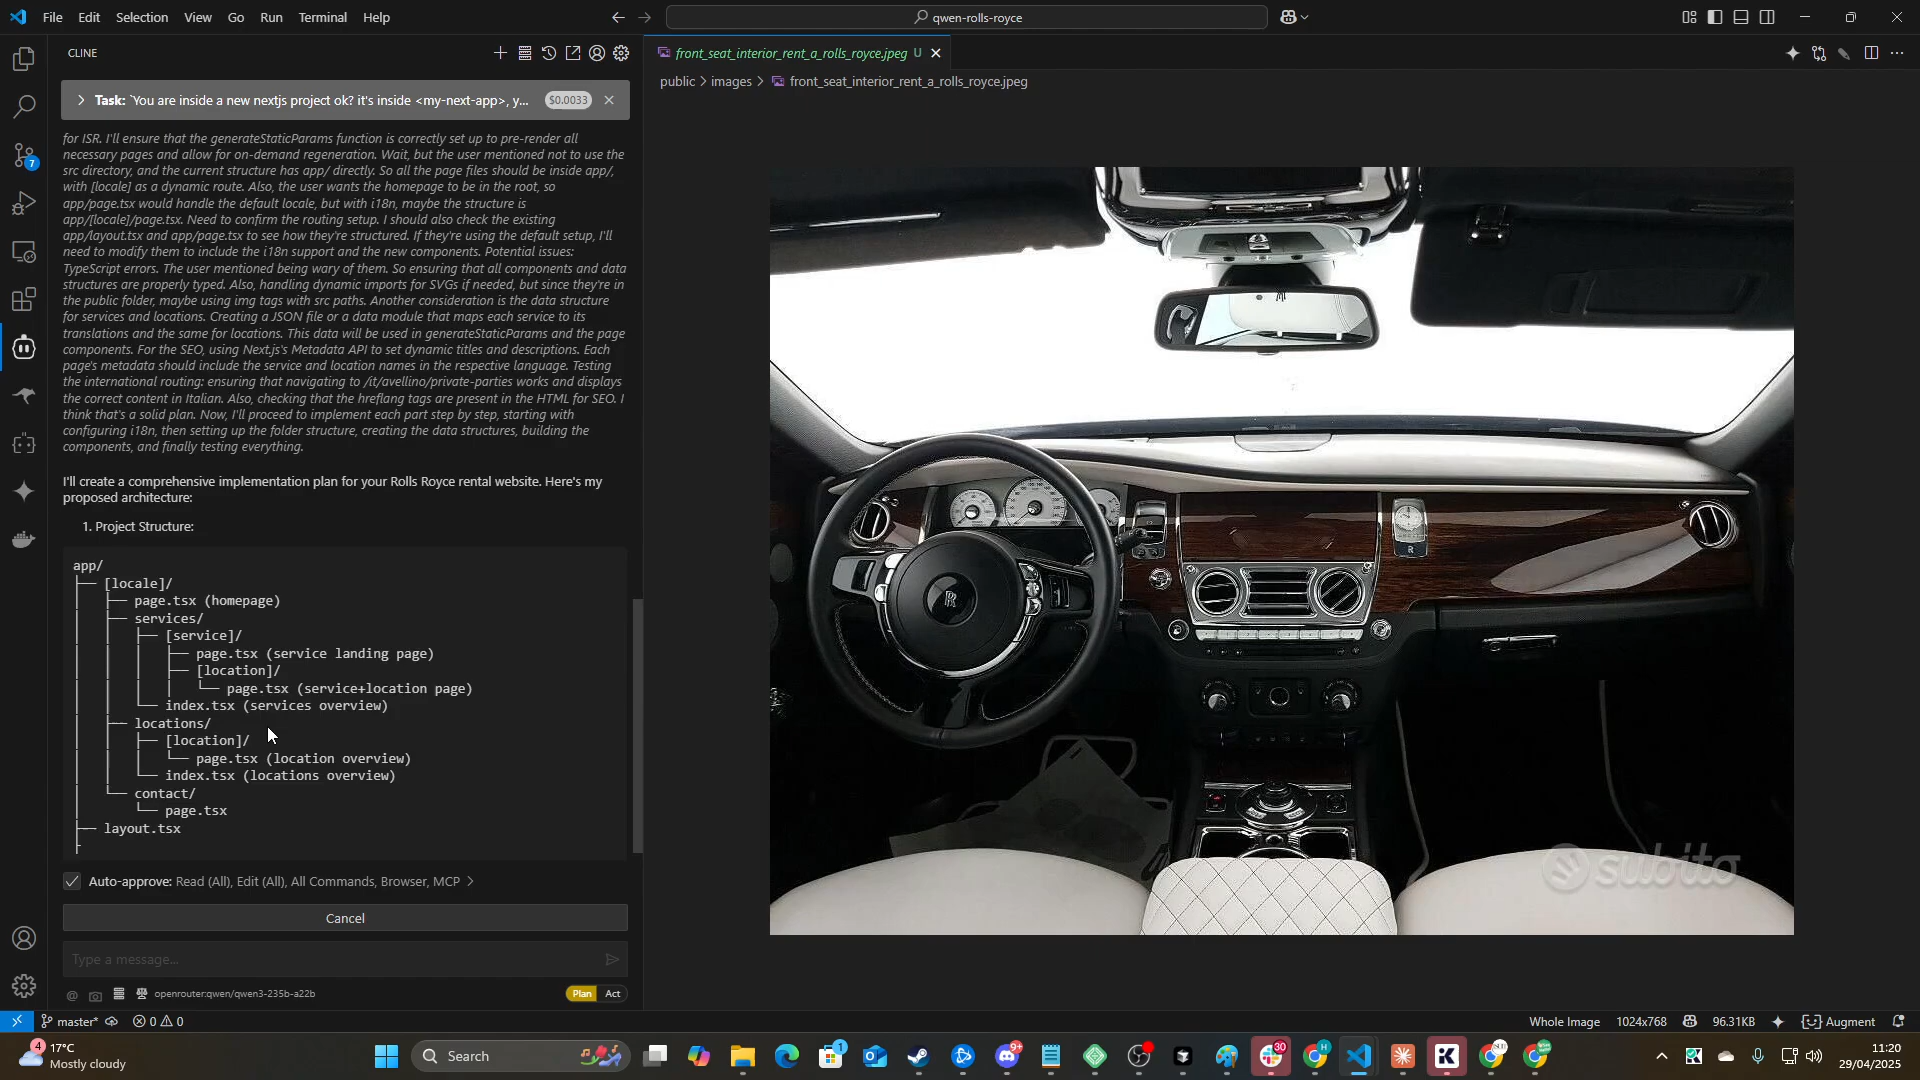 File Edit Selection View Go Run Terminal Help
qwen-rolls-royce
CLINE
Task: `You are inside a new nextjs project ok? it's inside <my-next-app>, y... $0.0033
for ISR. I'll ensure that the generateStaticParams function is correctly set up to pre-render all
necessary pages and allow for on-demand regeneration. Wait, but the user mentioned not to use the
src directory, and the current structure has app/ directly. So all the page files should be inside app/,
with [locale] as a dynamic route. Also, the user wants the homepage to be in the root, so
app/page.tsx would handle the default locale, but with i18n, maybe the structure is
app/[locale]/page.tsx. Need to confirm the routing setup. I should also check the existing
app/layout.tsx and app/page.tsx to see how they're structured. If they're using the default setup, I'll
need to modify them to include the i18n support and the new components. Potential issues:
TypeScript errors. The user mentioned being wary of them. So ensuring that all components and data
structures are properly typed. Also, handling dynamic imports for SVGs if needed, but since they're in
the public folder, maybe using img tags with src paths. Another consideration is the data structure
for services and locations. Creating a JSON file or a data module that maps each service to its
translations and the same for locations. This data will be used in generateStaticParams and the page
components. For the SEO, using Next.js's Metadata API to set dynamic titles and descriptions. Each
page's metadata should include the service and location names in the respective language. Testing
the international routing: ensuring that navigating to /it/avellino/private-parties works and displays
the correct content in Italian. Also, checking that the hreflang tags are present in the HTML for SEO. I
think that's a solid plan. Now, I'll proceed to implement each part step by step, starting with
configuring i18n, then setting up the folder structure, creating the data structures, building the
components, and finally testing everything.
I'll create a comprehensive implementation plan for your Rolls Royce rental website. Here's my
proposed architecture:
1. Project Structure:
app/
├── [locale]/
│   ├── page.tsx (homepage)
│   ├── services/
│   │   ├── [service]/
│   │   │   ├── page.tsx (service landing page)
│   │   │   ├── [location]/
│   │   │   │   └── page.tsx (service+location page)
│   │   └── index.tsx (services overview)
│   ├── locations/
│   │   ├── [location]/
│   │   │   └── page.tsx (location overview)
│   │   └── index.tsx (locations overview)
│   └── contact/
│       └── page.tsx
├── layout.tsx
├
Auto-approve: Read (All), Edit (All), All Commands, Browser, MCP
Cancel
Type a message...
openrouter:qwen/qwen3-235b-a22b
Plan Act
front_seat_interior_rent_a_rolls_royce.jpeg U
public > images > front_seat_interior_rent_a_rolls_royce.jpeg
subito
7
master* 0 0
Whole Image 1024x768 96.31KB Augment
4
17°C
Mostly cloudy
Search
1
9+
30
11:20
29/04/2025